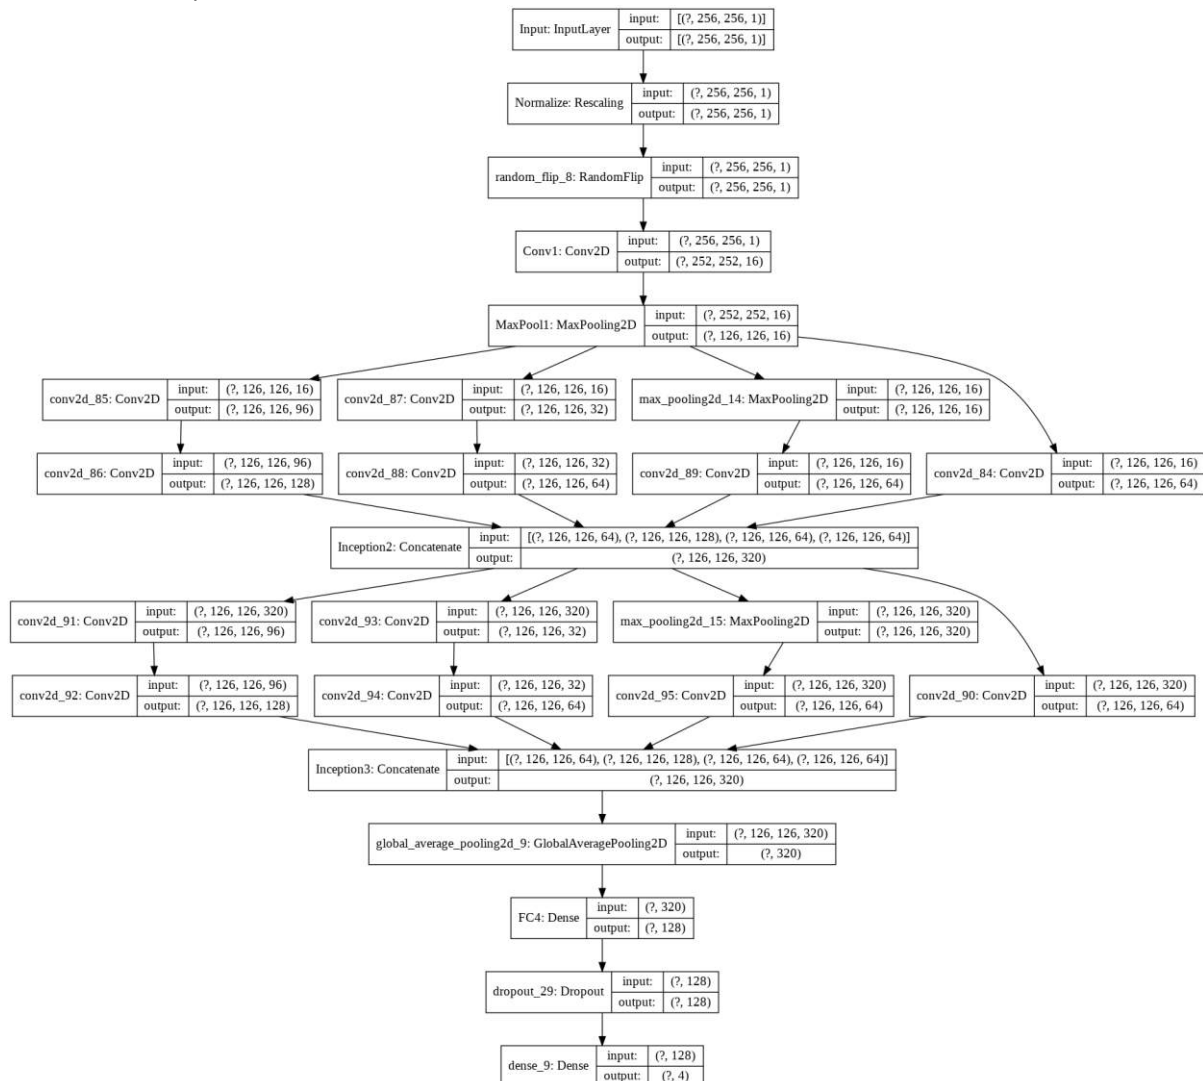 Input: InputLayer
input: [(?, 256, 256, 1)]
output: [(?, 256, 256, 1)]
Normalize: Rescaling
input: (?, 256, 256, 1)
output: (?, 256, 256, 1)
random_flip_8: RandomFlip
input: (?, 256, 256, 1)
output: (?, 256, 256, 1)
Conv1: Conv2D
input: (?, 256, 256, 1)
output: (?, 252, 252, 16)
MaxPool1: MaxPooling2D
input: (?, 252, 252, 16)
output: (?, 126, 126, 16)
conv2d_85: Conv2D
input: (?, 126, 126, 16)
output: (?, 126, 126, 96)
conv2d_87: Conv2D
input: (?, 126, 126, 16)
output: (?, 126, 126, 32)
max_pooling2d_14: MaxPooling2D
input: (?, 126, 126, 16)
output: (?, 126, 126, 16)
conv2d_86: Conv2D
input: (?, 126, 126, 96)
output: (?, 126, 126, 128)
conv2d_88: Conv2D
input: (?, 126, 126, 32)
output: (?, 126, 126, 64)
conv2d_89: Conv2D
input: (?, 126, 126, 16)
output: (?, 126, 126, 64)
conv2d_84: Conv2D
input: (?, 126, 126, 16)
output: (?, 126, 126, 64)
Inception2: Concatenate
input: [(?, 126, 126, 64), (?, 126, 126, 128), (?, 126, 126, 64), (?, 126, 126, 64)]
output: (?, 126, 126, 320)
conv2d_91: Conv2D
input: (?, 126, 126, 320)
output: (?, 126, 126, 96)
conv2d_93: Conv2D
input: (?, 126, 126, 320)
output: (?, 126, 126, 32)
max_pooling2d_15: MaxPooling2D
input: (?, 126, 126, 320)
output: (?, 126, 126, 320)
conv2d_92: Conv2D
input: (?, 126, 126, 96)
output: (?, 126, 126, 128)
conv2d_94: Conv2D
input: (?, 126, 126, 32)
output: (?, 126, 126, 64)
conv2d_95: Conv2D
input: (?, 126, 126, 320)
output: (?, 126, 126, 64)
conv2d_90: Conv2D
input: (?, 126, 126, 320)
output: (?, 126, 126, 64)
Inception3: Concatenate
input: [(?, 126, 126, 64), (?, 126, 126, 128), (?, 126, 126, 64), (?, 126, 126, 64)]
output: (?, 126, 126, 320)
global_average_pooling2d_9: GlobalAveragePooling2D
input: (?, 126, 126, 320)
output: (?, 320)
FC4: Dense
input: (?, 320)
output: (?, 128)
dropout_29: Dropout
input: (?, 128)
output: (?, 128)
dense_9: Dense
input: (?, 128)
output: (?, 4)